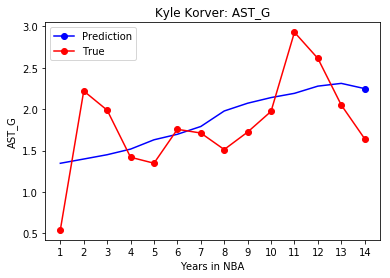 Kyle Korver: AST_G
Prediction
True
3.0
2.5
2.0
1.5
1.0
0.5
AST_G
1 2 3 4 5 6 7 8 9 10 11 12 13 14
Years in NBA